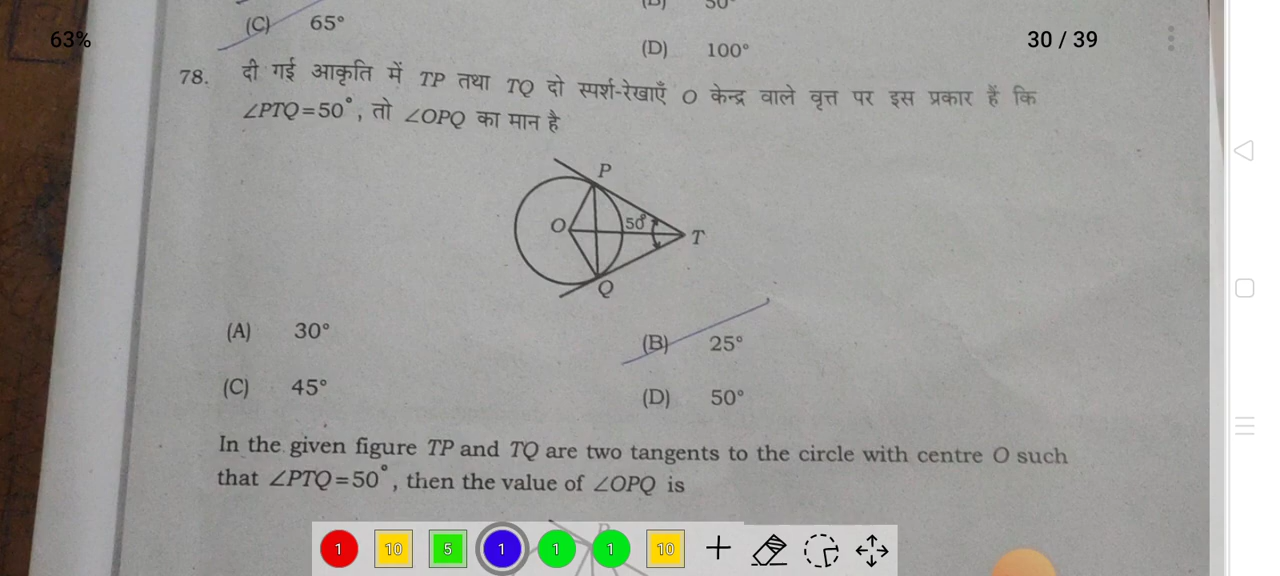 (C) 65°
63%
(D) 100°
30 / 39
78. दी गई आकृति में TP तथा TQ दो स्पर्श-रेखाएँ O केन्द्र वाले वृत्त पर इस प्रकार हैं कि
∠PTQ=50°, तो ∠OPQ का मान है
P
O
50°
T
Q
(A) 30°
(B) 25°
(C) 45°
(D) 50°
In the given figure TP and TQ are two tangents to the circle with centre O such
that ∠PTQ=50°, then the value of ∠OPQ is
1 10 5 1 1 1 10